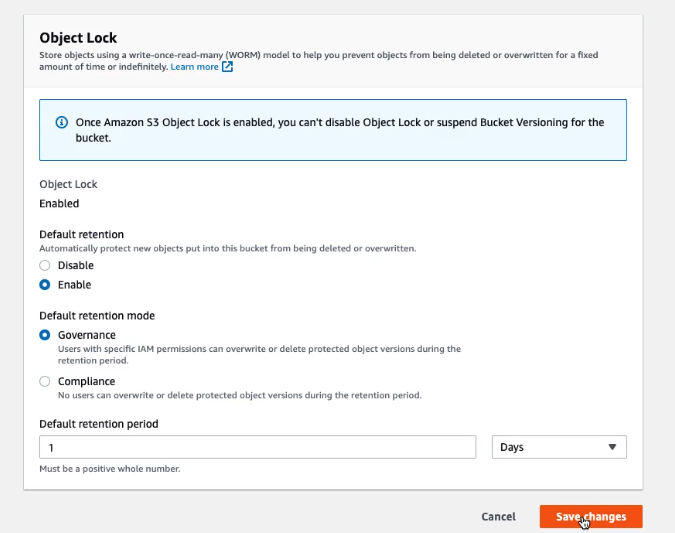 Object Lock
Store objects using a write-once-read-many (WORM) model to help you prevent objects from being deleted or overwritten for a fixed
amount of time or indefinitely. Learn more
Once Amazon S3 Object Lock is enabled, you can't disable Object Lock or suspend Bucket Versioning for the
bucket.
Object Lock
Enabled
Default retention
Automatically protect new objects put into this bucket from being deleted or overwritten.
Disable
Enable
Default retention mode
Governance
Users with specific IAM permissions can overwrite or delete protected object versions during the
retention period.
Compliance
No users can overwrite or delete protected object versions during the retention period.
Default retention period
1 Days
Must be a positive whole number.
Cancel Save changes